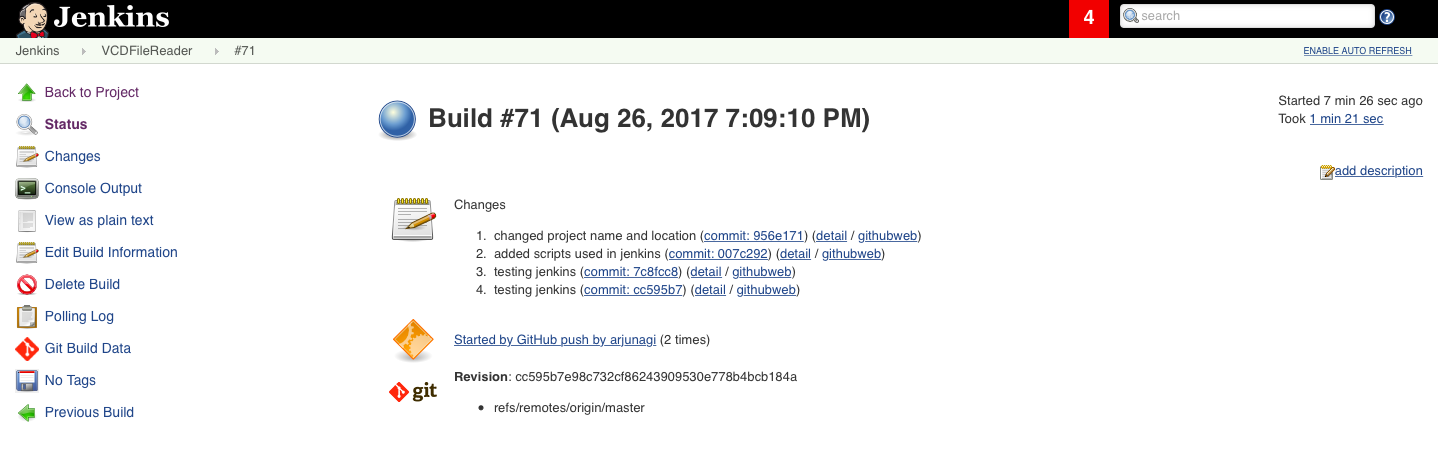 Jenkins
4
search
?
Jenkins VCDFileReader #71
ENABLE AUTO REFRESH
Back to Project
Status
Changes
Console Output
View as plain text
Edit Build Information
Delete Build
Polling Log
Git Build Data
No Tags
Previous Build
Build #71 (Aug 26, 2017 7:09:10 PM)
Started 7 min 26 sec ago
Took 1 min 21 sec
add description
Changes
1. changed project name and location (commit: 956e171) (detail / githubweb)
2. added scripts used in jenkins (commit: 007c292) (detail / githubweb)
3. testing jenkins (commit: 7c8fcc8) (detail / githubweb)
4. testing jenkins (commit: cc595b7) (detail / githubweb)
Started by GitHub push by arjunagi (2 times)
git
Revision: cc595b7e98c732cf86243909530e778b4bcb184a
• refs/remotes/origin/master